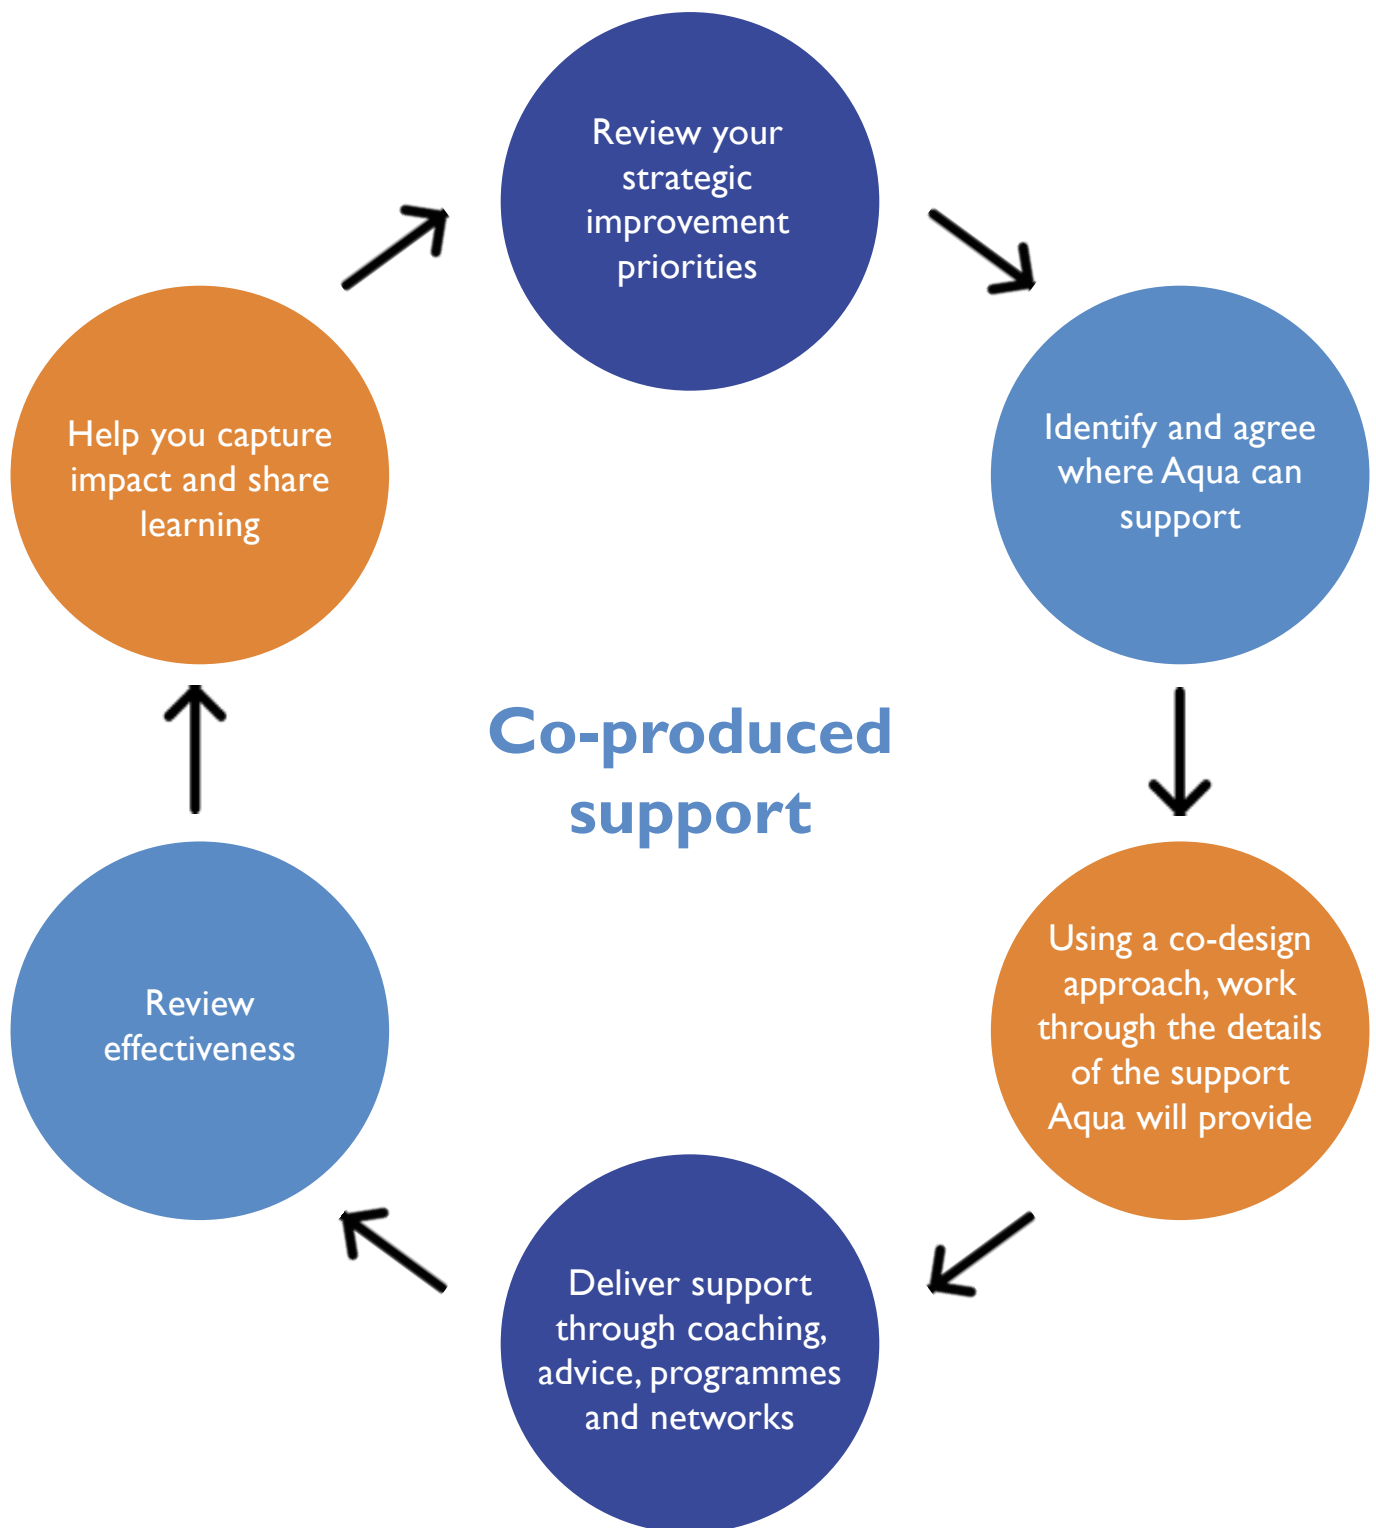 Review your
strategic
improvement
priorities
Identify and agree
where Aqua can
support
Using a co-design
approach, work
through the details
of the support
Aqua will provide
Deliver support
through coaching,
advice, programmes
and networks
Review
effectiveness
Help you capture
impact and share
learning
Co-produced
support